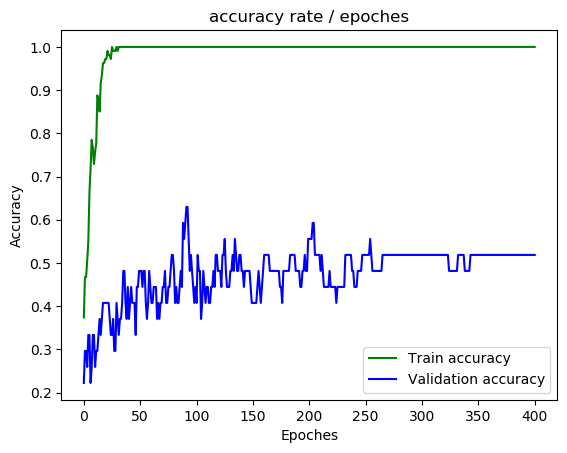 accuracy rate / epoches
Accuracy
1.0
0.9
0.8
0.7
0.6
0.5
0.4
0.3
0.2
Train accuracy
Validation accuracy
0 50 100 150 200 250 300 350 400
Epoches